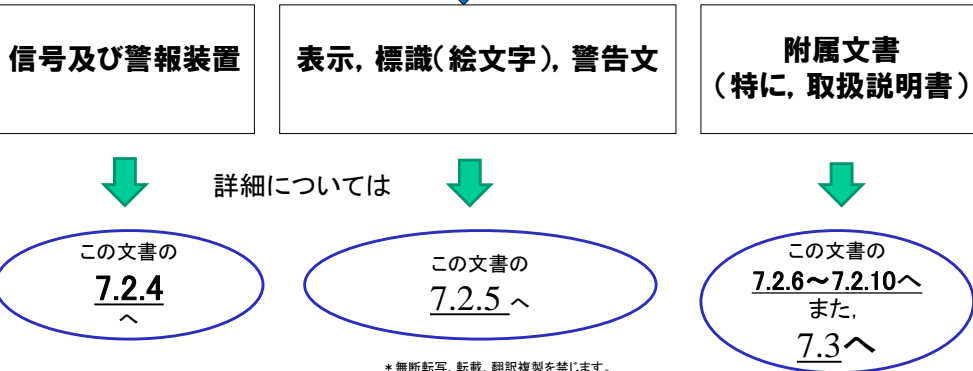 信号及び警報装置
表示，標識（絵文字），警告文
附属文書
（特に，取扱説明書）
詳細については
この文書の
7.2.4
へ
この文書の
7.2.5 へ
この文書の
7.2.6～7.2.10へ
また，
7.3へ
＊無断転写，転載，翻訳複製を禁じます。